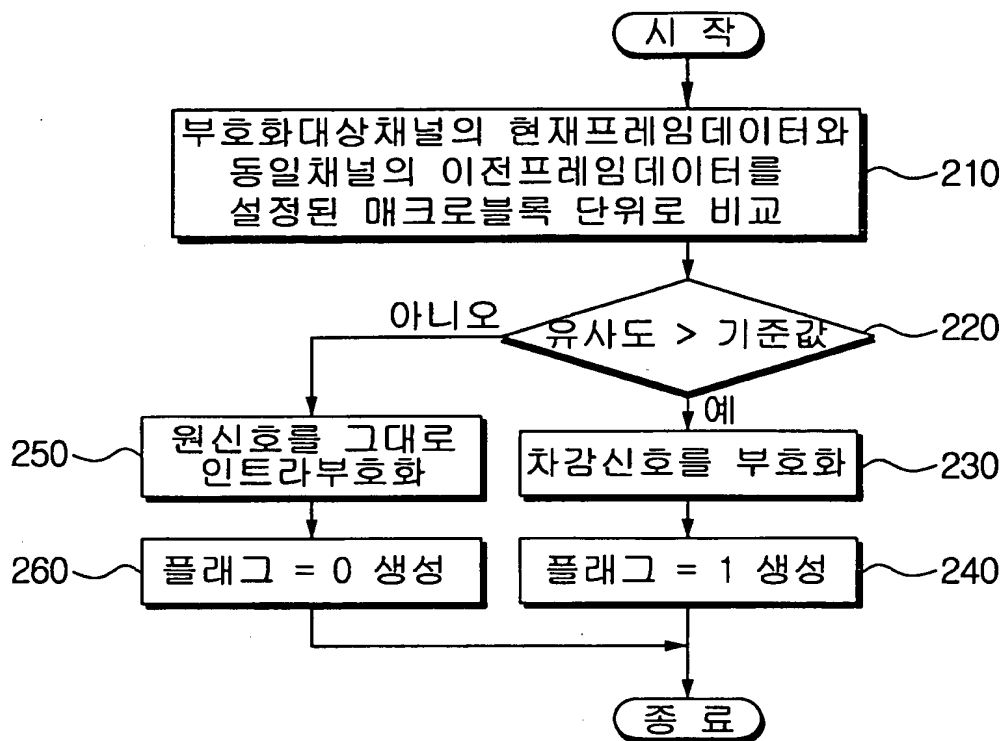 시 작
부호화대상채널의 현재프레임데이터와
동일채널의 이전프레임데이터를
설정된 매크로블록 단위로 비교
210
아니오
유사도 > 기준값
220
예
250
원신호를 그대로
인트라부호화
차감신호를 부호화
230
260
플래그 = 0 생성
플래그 = 1 생성
240
종 료